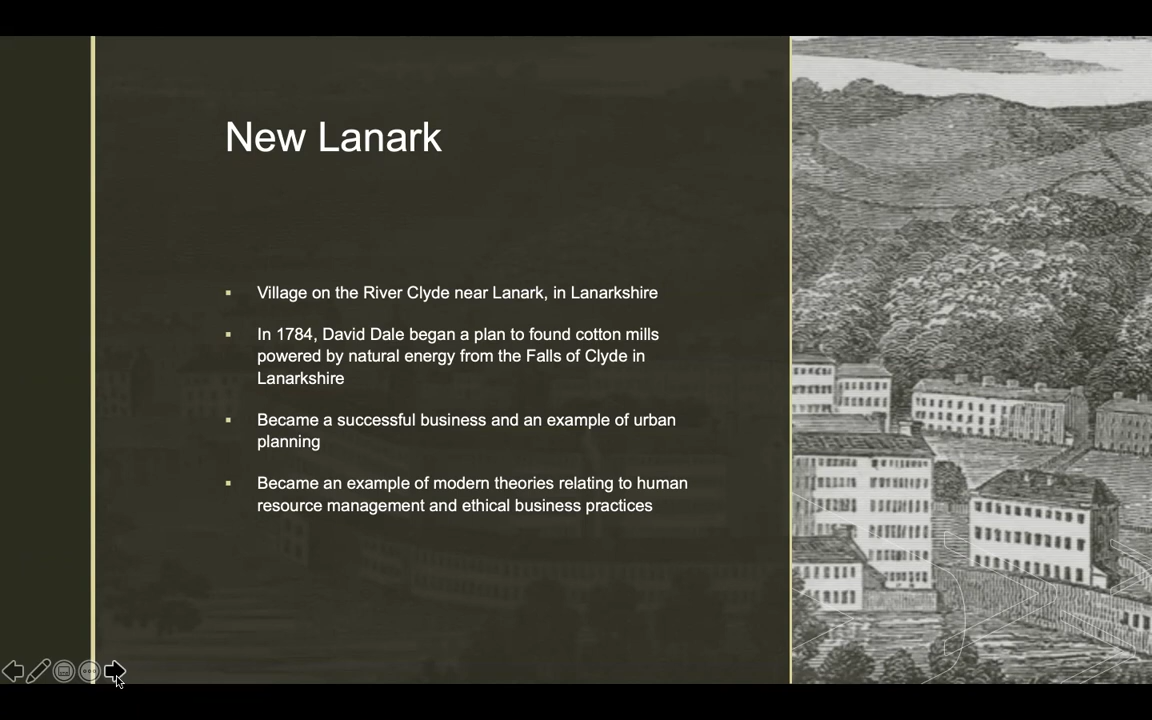 New Lanark
Village on the River Clyde near Lanark, in Lanarkshire
In 1784, David Dale began a plan to found cotton mills
powered by natural energy from the Falls of Clyde in
Lanarkshire
Became a successful business and an example of urban
planning
Became an example of modern theories relating to human
resource management and ethical business practices